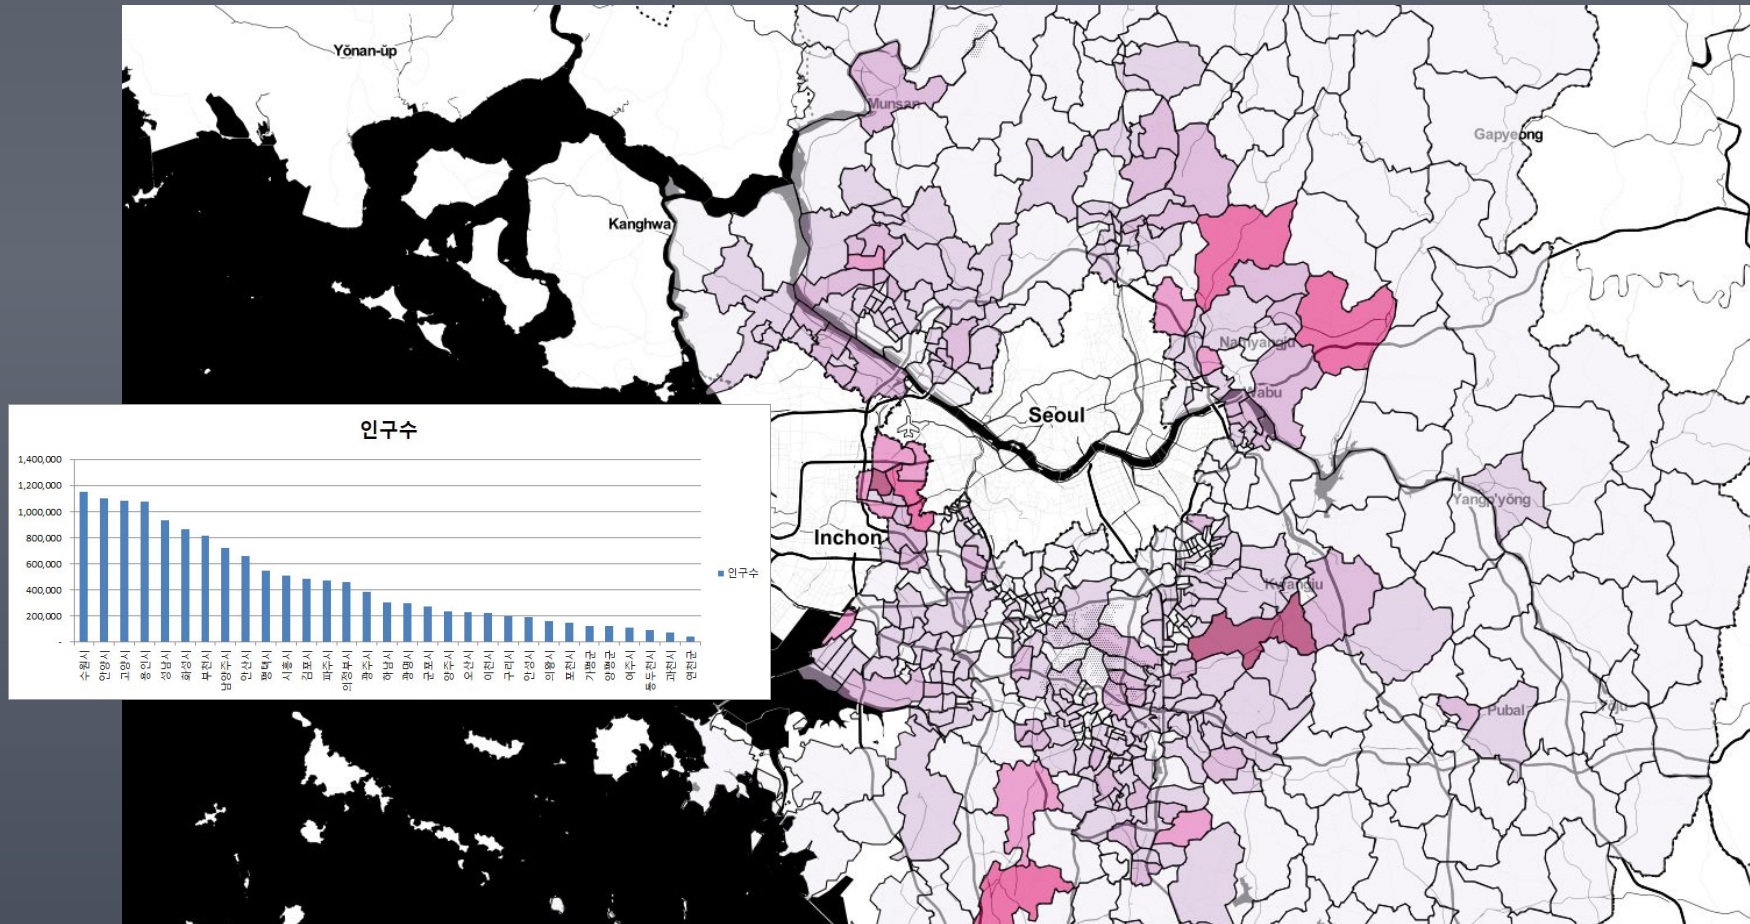 Yŏnan-ŭp
Munsan
Gapyeong
Kanghwa
Namyangju
Wabu
Seoul
Yangp'yŏng
Inchon
Kwangju
Pubal
인구수
1,400,000
1,200,000
1,000,000
800,000
600,000
400,000
200,000
-
수원시
안양시
고양시
용인시
성남시
화성시
부천시
남양주시
안산시
평택시
시흥시
김포시
파주시
의정부시
광주시
하남시
광명시
군포시
양주시
오산시
이천시
구리시
안성시
의왕시
포천시
가평군
양평군
여주시
동두천시
과천시
연천군
인구수